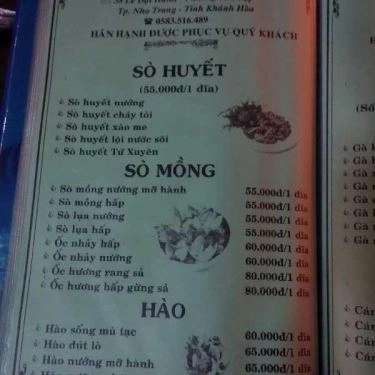 Tp. Nha Trang - Tỉnh Khánh Hòa
☎ 0583.516.489
HÂN HẠNH ĐƯỢC PHỤC VỤ QUÝ KHÁCH
SÒ HUYẾT
(55.000đ/1 dĩa)
Sò huyết nướng
Sò huyết cháy tỏi
Sò huyết xào me
Sò huyết lội nước sôi
Sò huyết Tứ Xuyên
SÒ MỒNG
Sò mồng nướng mỡ hành 55.000đ/1 dĩa
Sò mồng hấp 55.000đ/1 dĩa
Sò lụa nướng 55.000đ/1 dĩa
Sò lụa hấp 55.000đ/1 dĩa
Ốc nhảy hấp 60.000đ/1 dĩa
Ốc nhảy nướng 60.000đ/1 dĩa
Ốc hương rang sả 80.000đ/1 dĩa
Ốc hương hấp gừng sả 80.000đ/1 dĩa
HÀO
Hào sống mù tạc 60.000đ/1 dĩa
Hào đút lò 65.000đ/1 dĩa
Hào nướng mỡ hành 65.000đ/1 dĩa